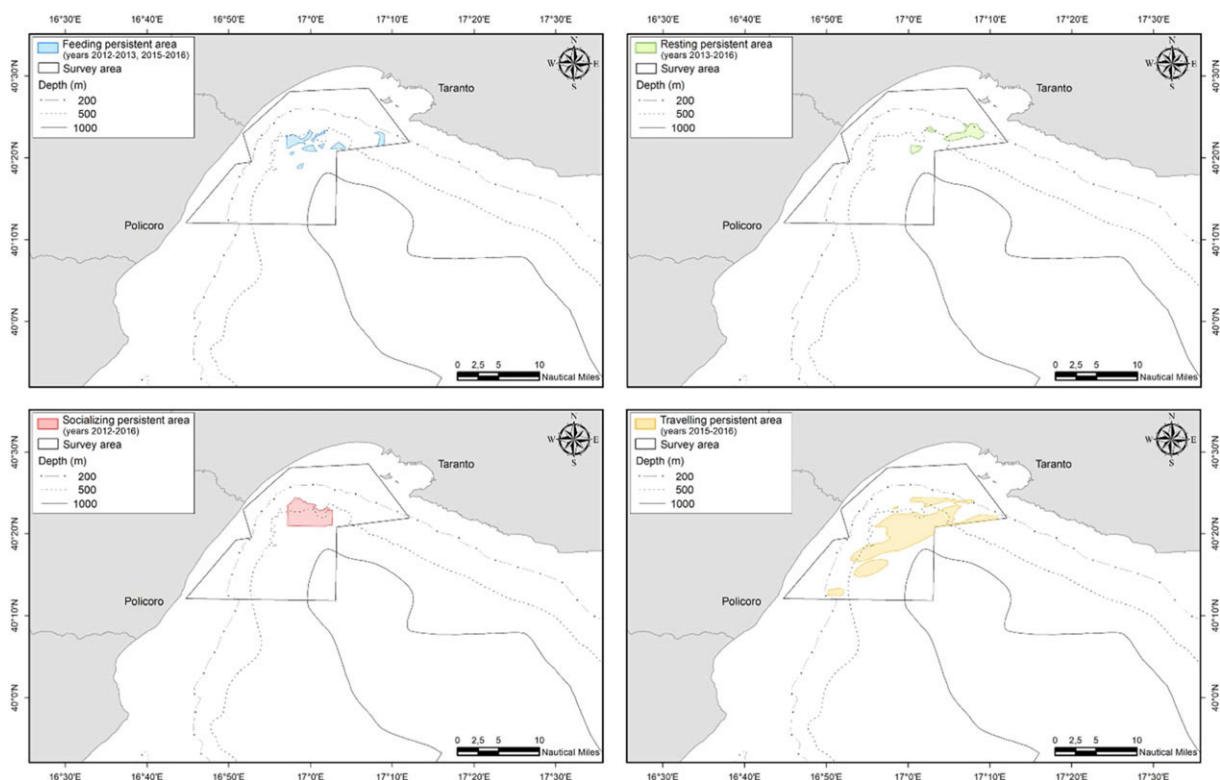 16°30'E 16°40'E 16°50'E 17°0'E 17°10'E 17°20'E 17°30'E
16°30'E 16°40'E 16°50'E 17°0'E 17°10'E 17°20'E 17°30'E
Feeding persistent area
(years 2012-2013, 2015-2016)
Survey area
Depth (m)
200
500
1000
N
W E
S
Taranto
Policoro
40°30'N
40°20'N
40°10'N
40°0'N
0 2,5 5 10
Nautical Miles
Resting persistent area
(years 2013-2016)
Survey area
Depth (m)
200
500
1000
N
W E
S
Taranto
Policoro
40°30'N
40°20'N
40°10'N
40°0'N
0 2,5 5 10
Nautical Miles
Socializing persistent area
(years 2012-2016)
Survey area
Depth (m)
200
500
1000
N
W E
S
Taranto
Policoro
40°30'N
40°20'N
40°10'N
40°0'N
0 2,5 5 10
Nautical Miles
Travelling persistent area
(years 2015-2016)
Survey area
Depth (m)
200
500
1000
N
W E
S
Taranto
Policoro
40°30'N
40°20'N
40°10'N
40°0'N
0 2,5 5 10
Nautical Miles
16°30'E 16°40'E 16°50'E 17°0'E 17°10'E 17°20'E 17°30'E
16°30'E 16°40'E 16°50'E 17°0'E 17°10'E 17°20'E 17°30'E